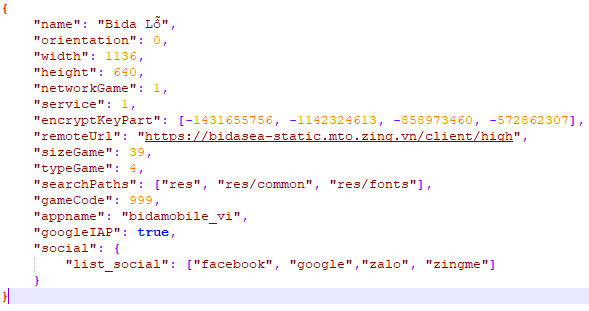 {
"name": "Bida Lỗ",
"orientation": 0,
"width": 1136,
"height": 640,
"networkGame": 1,
"service": 1,
"encryptKeyPart": [-1431655756, -1142324613, -858973460, -572862307],
"remoteUrl": "https://bidasea-static.mto.zing.vn/client/high",
"sizeGame": 39,
"typeGame": 4,
"searchPaths": ["res", "res/common", "res/fonts"],
"gameCode": 999,
"appname": "bidamobile_vi",
"googleIAP": true,
"social": {
"list_social": ["facebook", "google","zalo", "zingme"]
}
}